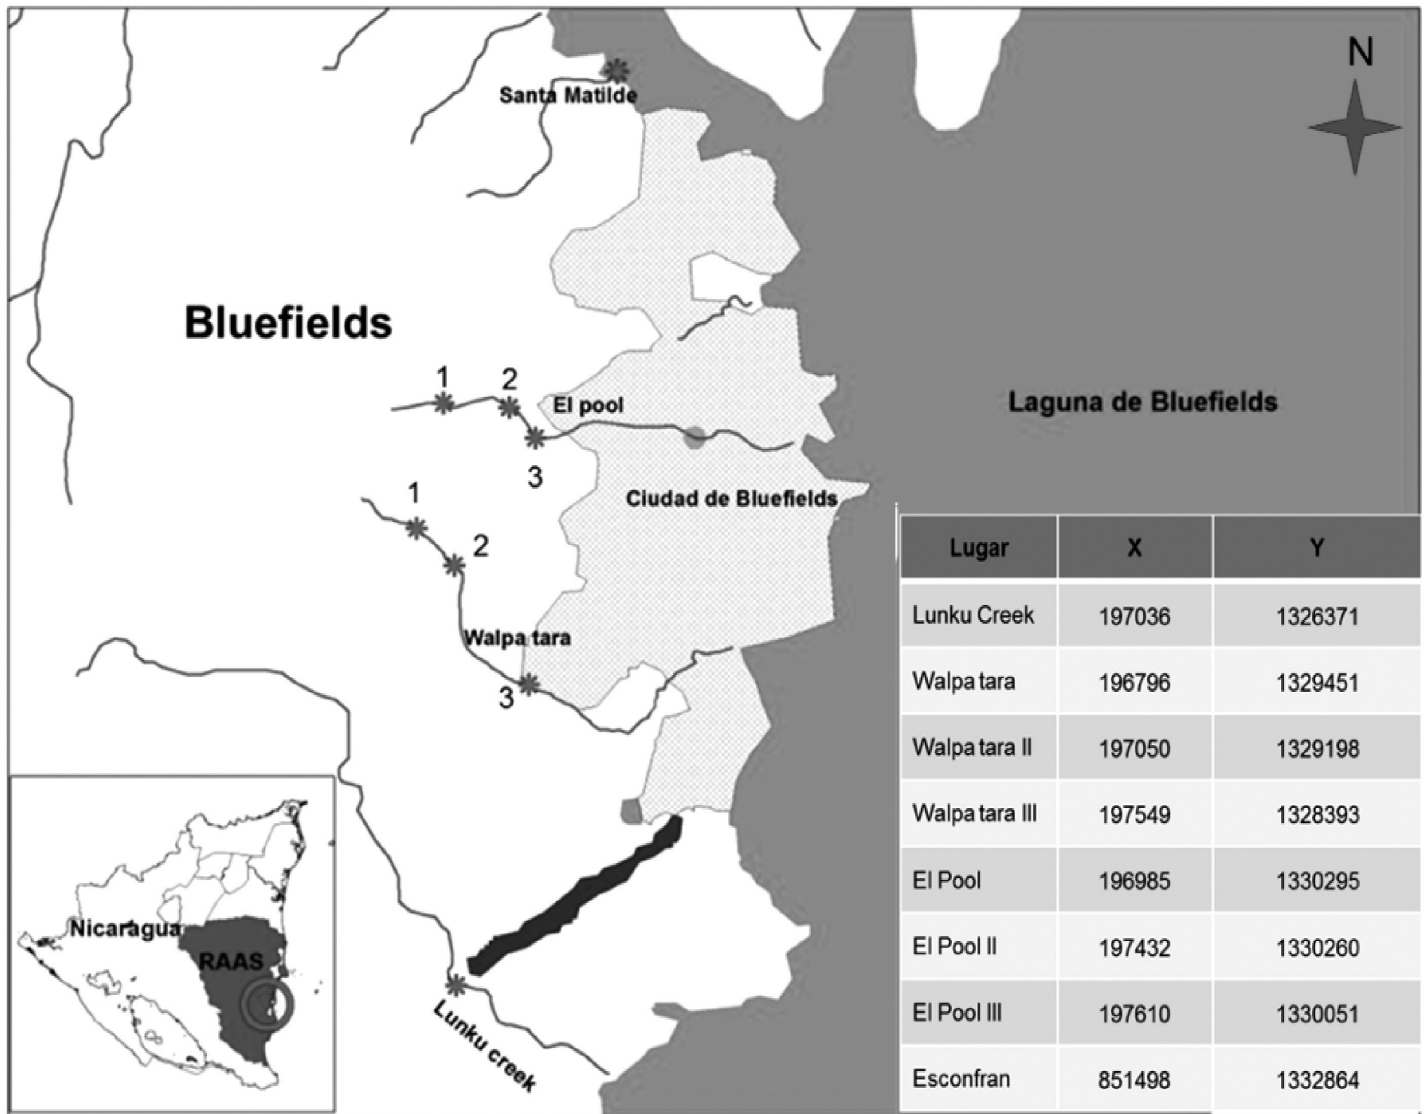 N
Santa Matilde
Bluefields
1
2
El pool
Laguna de Bluefields
3
1
Ciudad de Bluefields
2
Walpa tara
3
Lugar X Y
Lunku Creek 197036 1326371
Walpa tara 196796 1329451
Walpa tara II 197050 1329198
Walpa tara III 197549 1328393
El Pool 196985 1330295
El Pool II 197432 1330260
El Pool III 197610 1330051
Esconfran 851498 1332864
Nicaragua
RAAS
Lunku creek